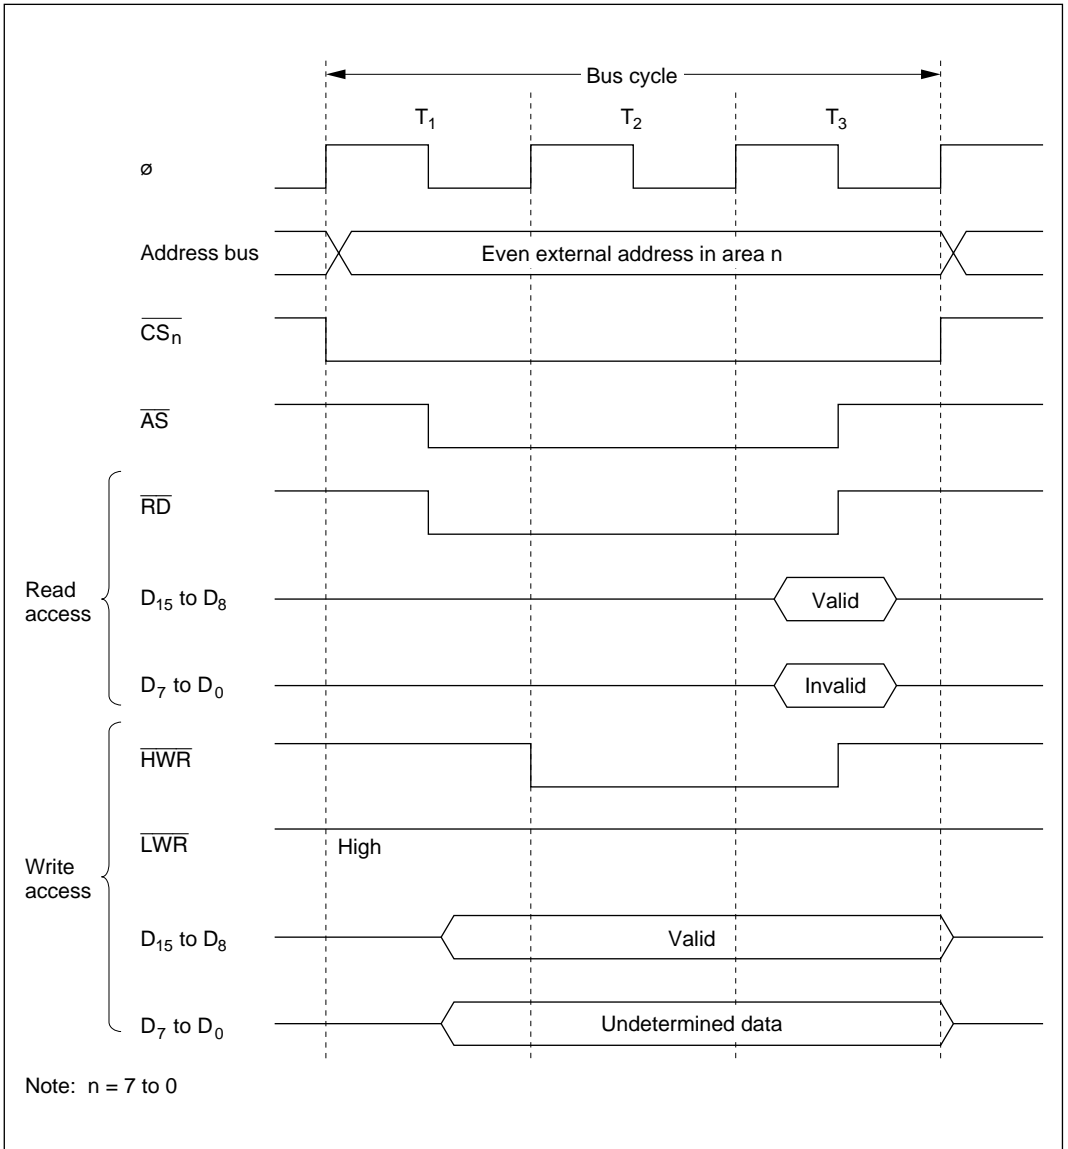 Bus cycle
T1 T2 T3
ø
Address bus Even external address in area n
CSn
AS
RD
Read
access
D15 to D8 Valid
D7 to D0 Invalid
HWR
LWR High
Write
access
D15 to D8 Valid
D7 to D0 Undetermined data
Note: n = 7 to 0